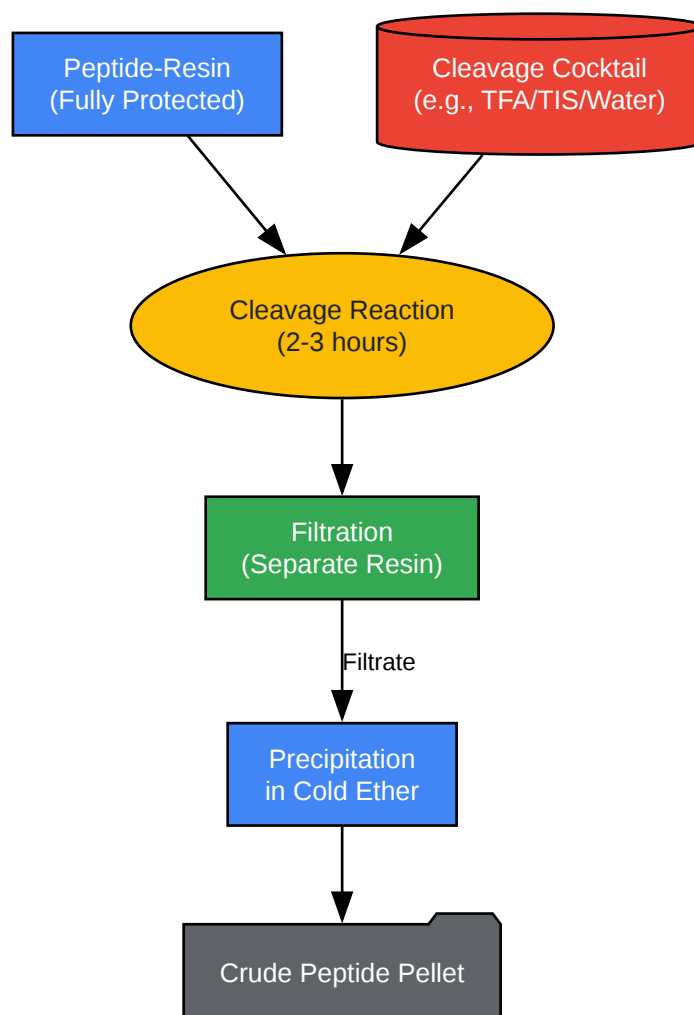 Peptide-Resin
(Fully Protected)
Cleavage Cocktail
(e.g., TFA/TIS/Water)
Cleavage Reaction
(2-3 hours)
Filtration
(Separate Resin)
Filtrate
Precipitation
in Cold Ether
Crude Peptide Pellet